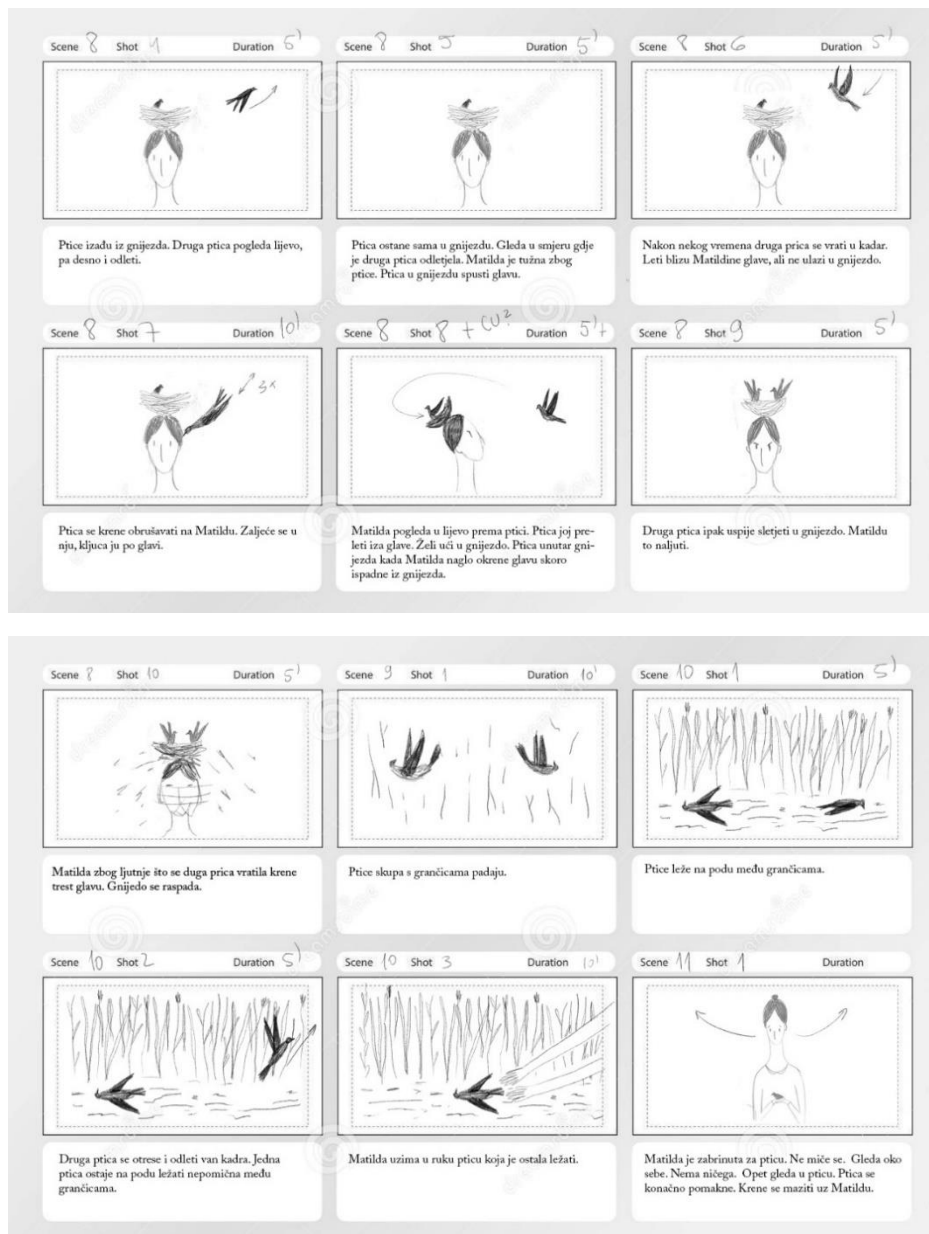 Scene 8 Shot 4 Duration 5'
Ptice izađu iz gnijezda. Druga ptica pogleda lijevo,
pa desno i odleti.
Scene 8 Shot 5 Duration 5'
Ptica ostane sama u gnijezdu. Gleda u smjeru gdje
je druga ptica odletjela. Matilda je tužna zbog
ptice. Ptica u gnijezdu spusti glavu.
Scene 8 Shot 6 Duration 5'
Nakon nekog vremena druga prica se vrati u kadar.
Leti blizu Matildine glave, ali ne ulazi u gnijezdo.
Scene 8 Shot 7 Duration 10'
3x
Ptica se krene obrušavati na Matildu. Zaljeće se u
nju, kljuca ju po glavi.
Scene 8 Shot 8 + CU? Duration 5'+
Matilda pogleda u lijevo prema ptici. Ptica joj pre-
leti iza glave. Želi ući u gnijezdo. Ptica unutar gni-
jezda kada Matilda naglo okrene glavu skoro
ispadne iz gnijezda.
Scene 8 Shot 9 Duration 5'
Druga ptica ipak uspije sletjeti u gnijezdo. Matildu
to naljuti.
Scene 8 Shot 10 Duration 5'
Matilda zbog ljutnje što se duga prica vratila krene
trest glavu. Gnijedo se raspada.
Scene 9 Shot 1 Duration 10'
Ptice skupa s grančicama padaju.
Scene 10 Shot 1 Duration 5'
Ptice leže na podu među grančicama.
Scene 10 Shot 2 Duration 5'
Druga ptica se otrese i odleti van kadra. Jedna
ptica ostaje na podu ležati nepomična među
grančicama.
Scene 10 Shot 3 Duration 10'
Matilda uzima u ruku pticu koja je ostala ležati.
Scene 11 Shot 1 Duration
Matilda je zabrinuta za pticu. Ne miče se. Gleda oko
sebe. Nema ničega. Opet gleda u pticu. Ptica se
konačno pomakne. Krene se maziti uz Matildu.